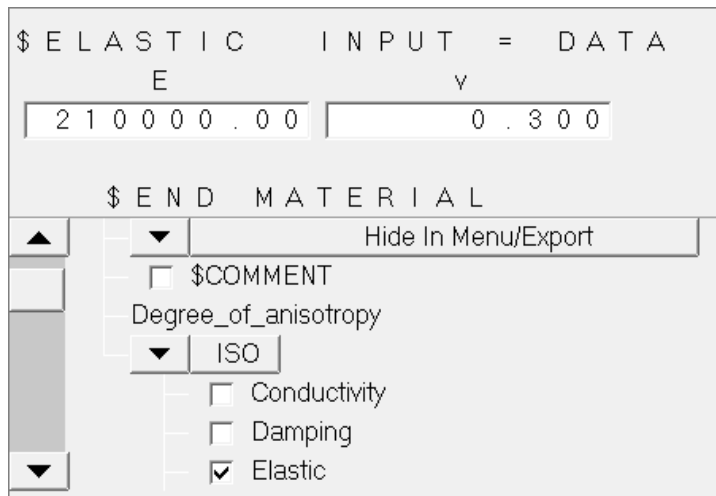 $ELASTIC INPUT = DATA
E ν
210000.00 0.300
$END MATERIAL
Hide In Menu/Export
$COMMENT
Degree_of_anisotropy
ISO
Conductivity
Damping
Elastic